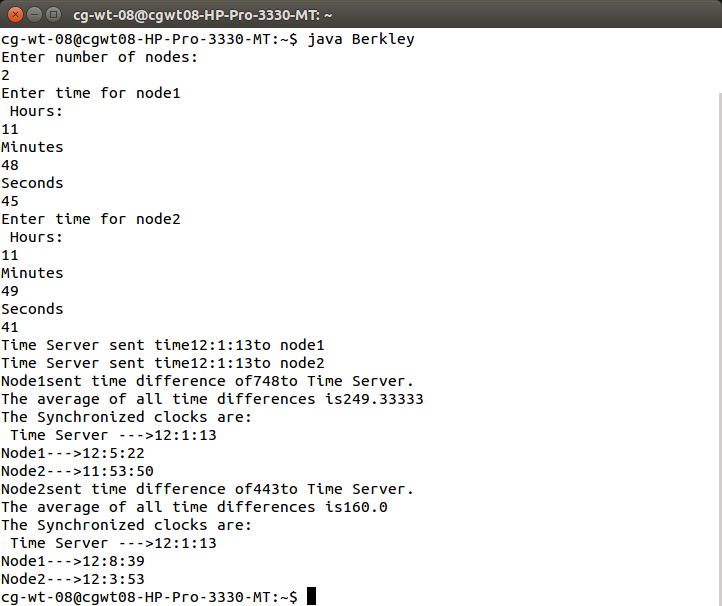 cg-wt-08@cgwt08-HP-Pro-3330-MT: ~
cg-wt-08@cgwt08-HP-Pro-3330-MT:~$ java Berkley
Enter number of nodes:
2
Enter time for node1
 Hours:
11
Minutes
48
Seconds
45
Enter time for node2
 Hours:
11
Minutes
49
Seconds
41
Time Server sent time12:1:13to node1
Time Server sent time12:1:13to node2
Node1sent time difference of748to Time Server.
The average of all time differences is249.33333
The Synchronized clocks are:
 Time Server --->12:1:13
Node1--->12:5:22
Node2--->11:53:50
Node2sent time difference of443to Time Server.
The average of all time differences is160.0
The Synchronized clocks are:
 Time Server --->12:1:13
Node1--->12:8:39
Node2--->12:3:53
cg-wt-08@cgwt08-HP-Pro-3330-MT:~$